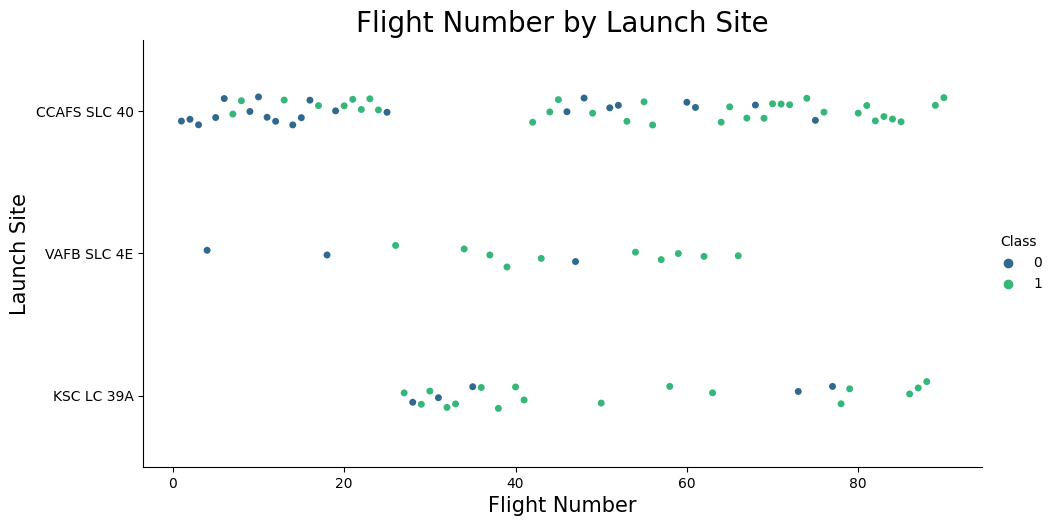 Flight Number by Launch Site
CCAFS SLC 40
VAFB SLC 4E
KSC LC 39A
Launch Site
0
20
40
60
80
Flight Number
Class
0
1